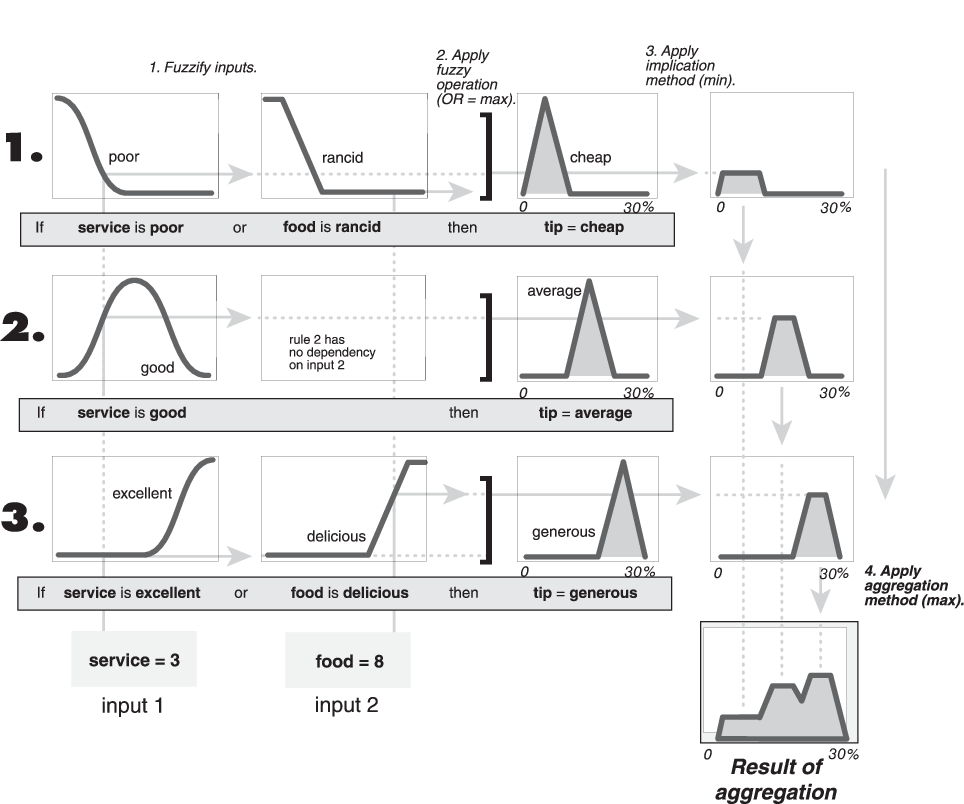 1. Fuzzify inputs.
2. Apply
fuzzy
operation
(OR = max).
3. Apply
implication
method (min).
1.
poor
rancid
cheap
0 30%
0 30%
If service is poor or food is rancid then tip = cheap
2.
good
rule 2 has
no dependency
on input 2
average
0 30%
0 30%
If service is good then tip = average
3.
excellent
delicious
generous
0 30%
0 30%
If service is excellent or food is delicious then tip = generous
4. Apply
aggregation
method (max).
service = 3
input 1
food = 8
input 2
0 30%
Result of
aggregation